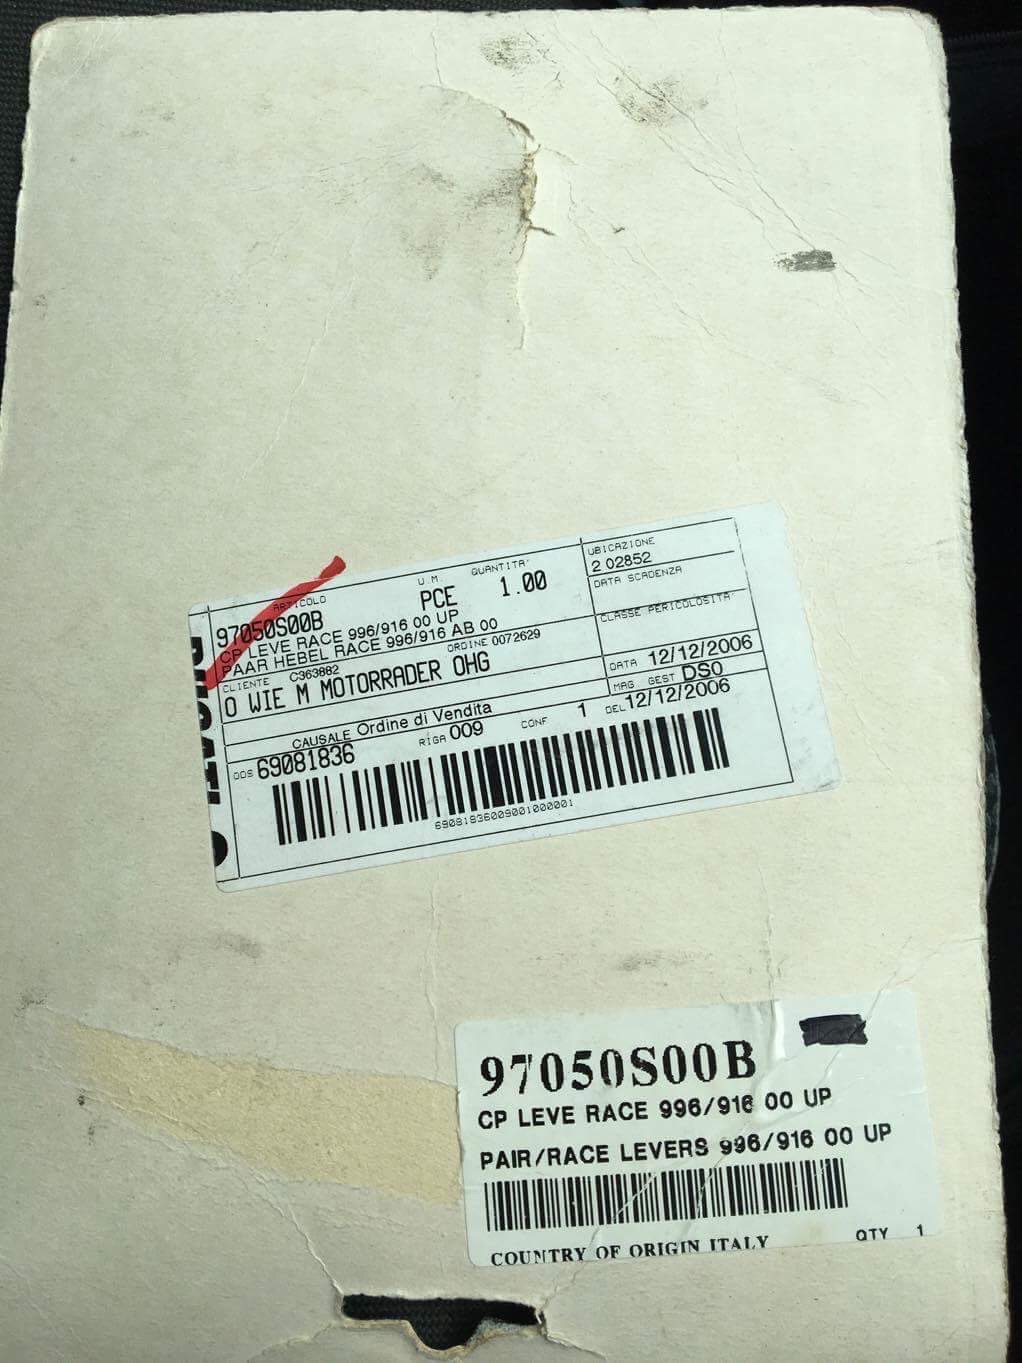 ARTICOLO U.M. QUANTITA' UBICAZIONE
97050S00B PCE 1.00 2 02852
CP LEVE RACE 996/916 00 UP DATA SCADENZA
PAAR HEBEL RACE 996/916 AB 00 CLASSE PERICOLOSITA'
CLIENTE C363882 ORDINE 0072629
O WIE M MOTORRADER OHG DATA 12/12/2006
MAG GEST DS0
CAUSALE Ordine di Vendita
ODS 69081836 RIGA 009 CONF 1 DEL 12/12/2006
69081836009001000001
DUCATI
97050S00B
CP LEVE RACE 996/916 00 UP
PAIR/RACE LEVERS 996/916 00 UP
COUNTRY OF ORIGIN ITALY QTY 1